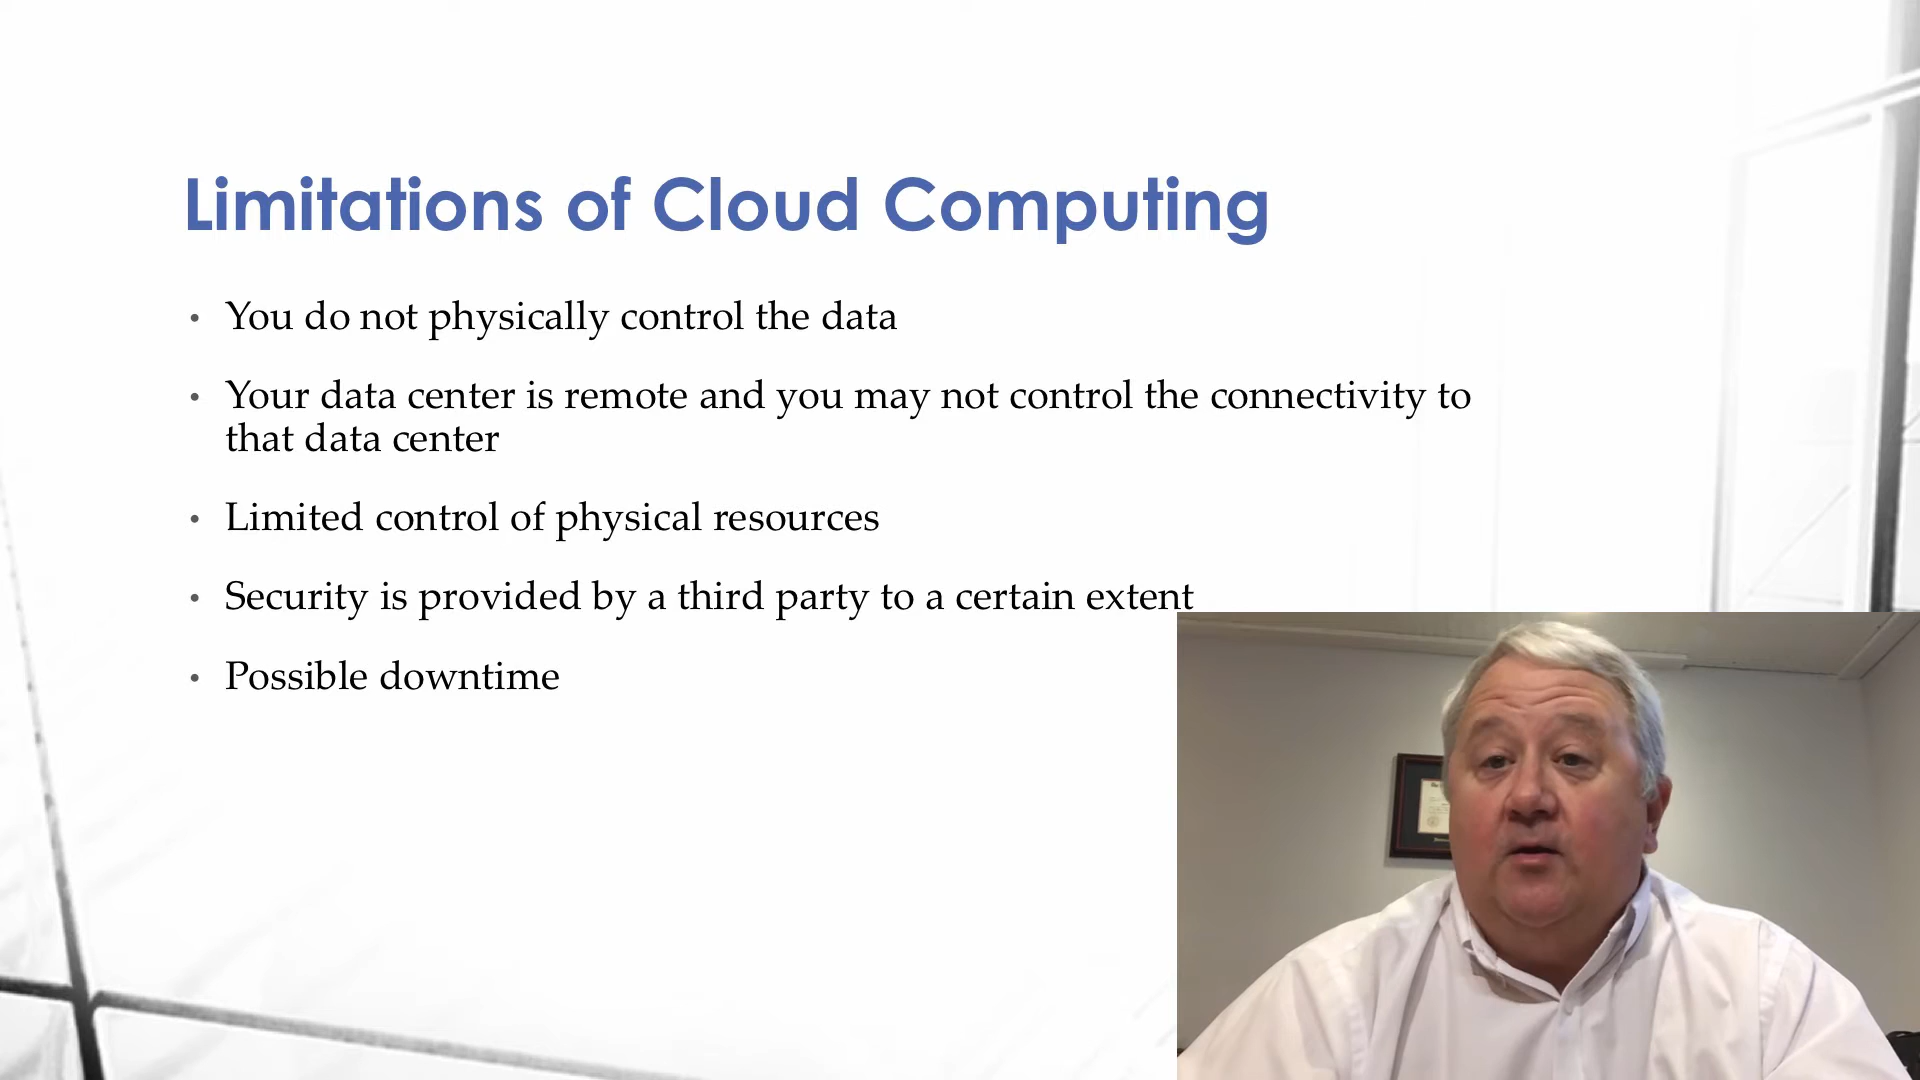 Limitations of Cloud Computing
• You do not physically control the data
• Your data center is remote and you may not control the connectivity to
that data center
• Limited control of physical resources
• Security is provided by a third party to a certain extent
• Possible downtime